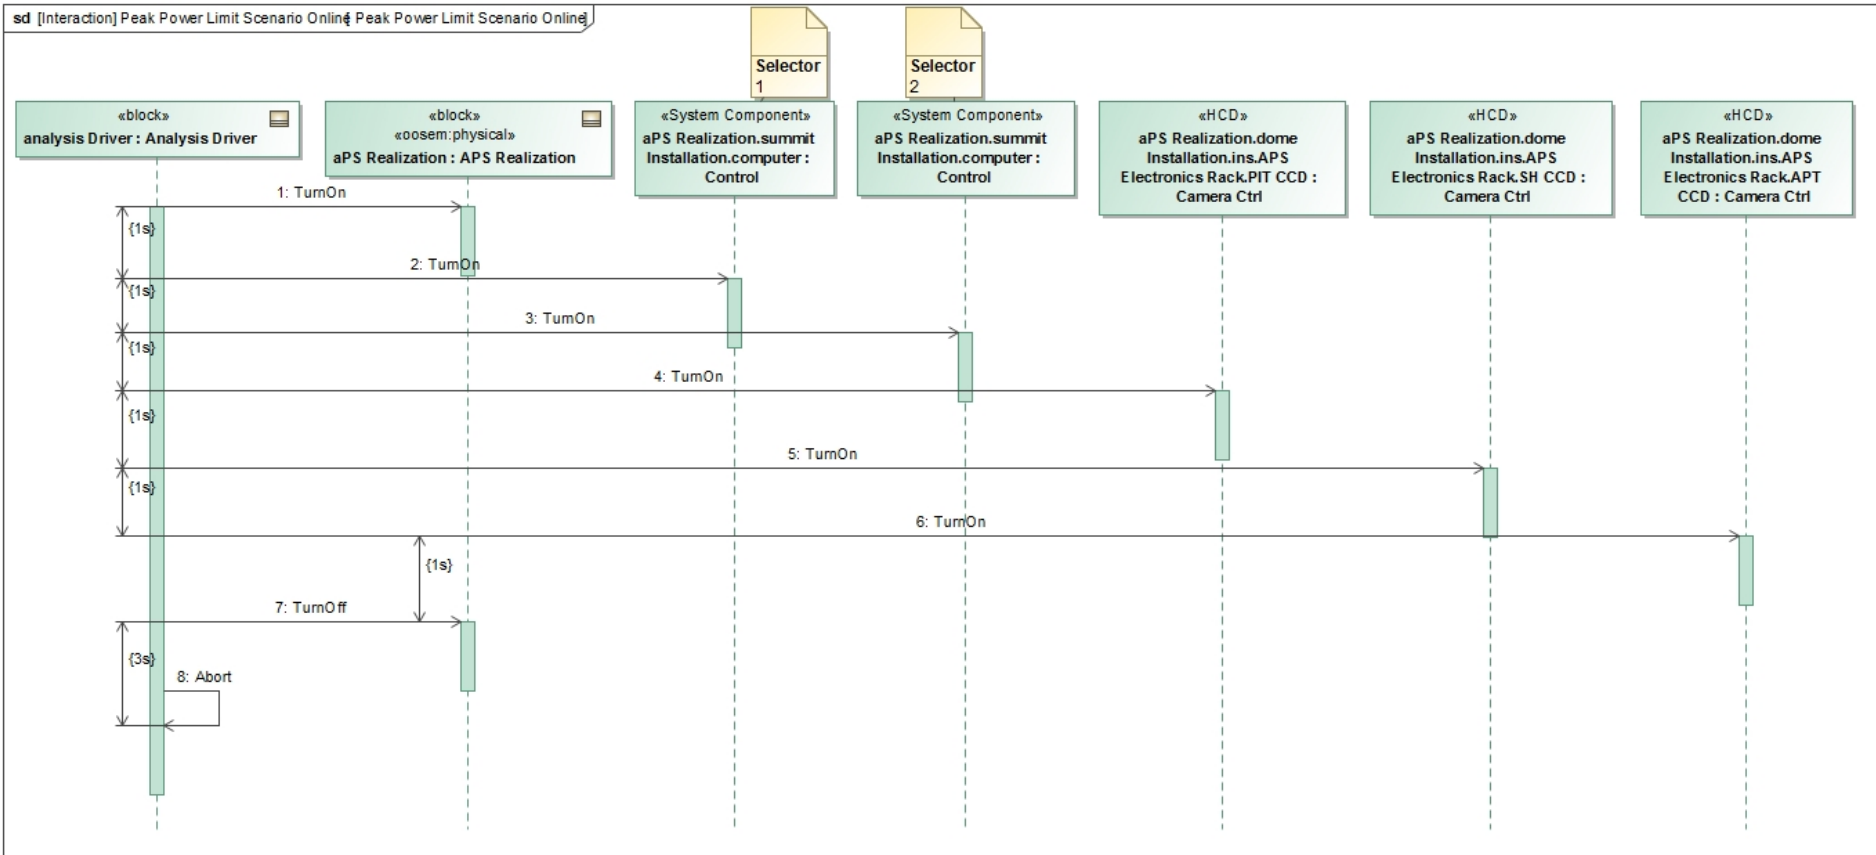 sd [Interaction] Peak Power Limit Scenario Online[ Peak Power Limit Scenario Online]
Selector
1
Selector
2
«block»
analysis Driver : Analysis Driver
«block»
«oosem:physical»
aPS Realization : APS Realization
«System Component»
aPS Realization.summit
Installation.computer :
Control
«System Component»
aPS Realization.summit
Installation.computer :
Control
«HCD»
aPS Realization.dome
Installation.ins.APS
Electronics Rack.PIT CCD :
Camera Ctrl
«HCD»
aPS Realization.dome
Installation.ins.APS
Electronics Rack.SH CCD :
Camera Ctrl
«HCD»
aPS Realization.dome
Installation.ins.APS
Electronics Rack.APT
CCD : Camera Ctrl
1: TurnOn
{1s}
2: TurnOn
{1s}
3: TurnOn
{1s}
4: TurnOn
{1s}
5: TurnOn
{1s}
6: TurnOn
{1s}
7: TurnOff
{3s}
8: Abort